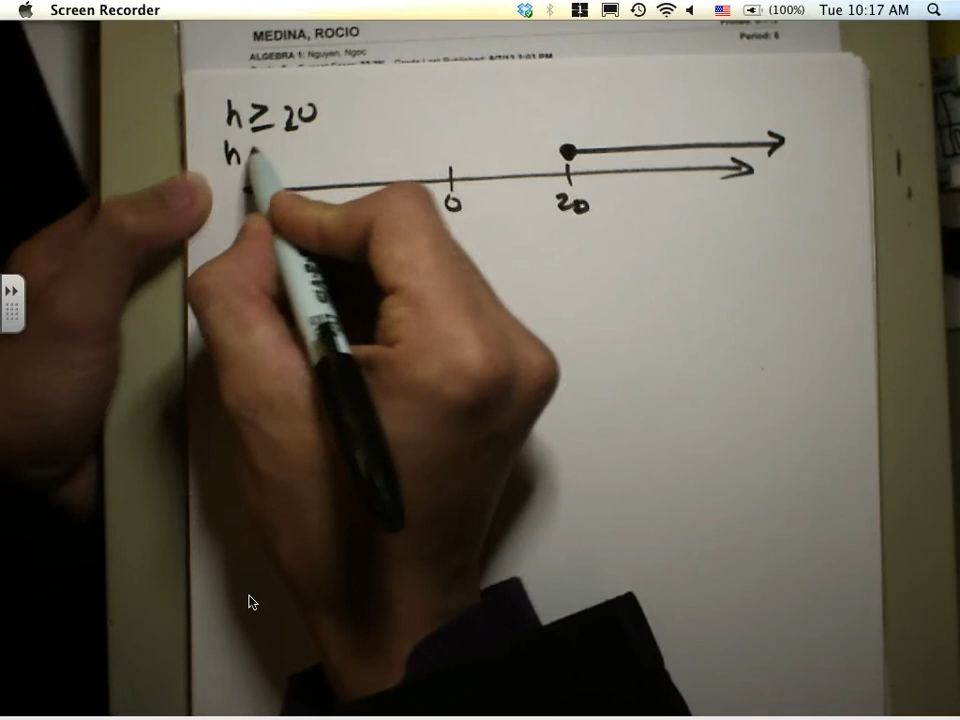 Screen Recorder
(100%) Tue 10:17 AM
MEDINA, ROCIO
Period: 6
ALGEBRA 1: Nguyen, Ngoc
h ≥ 20
h
0 20